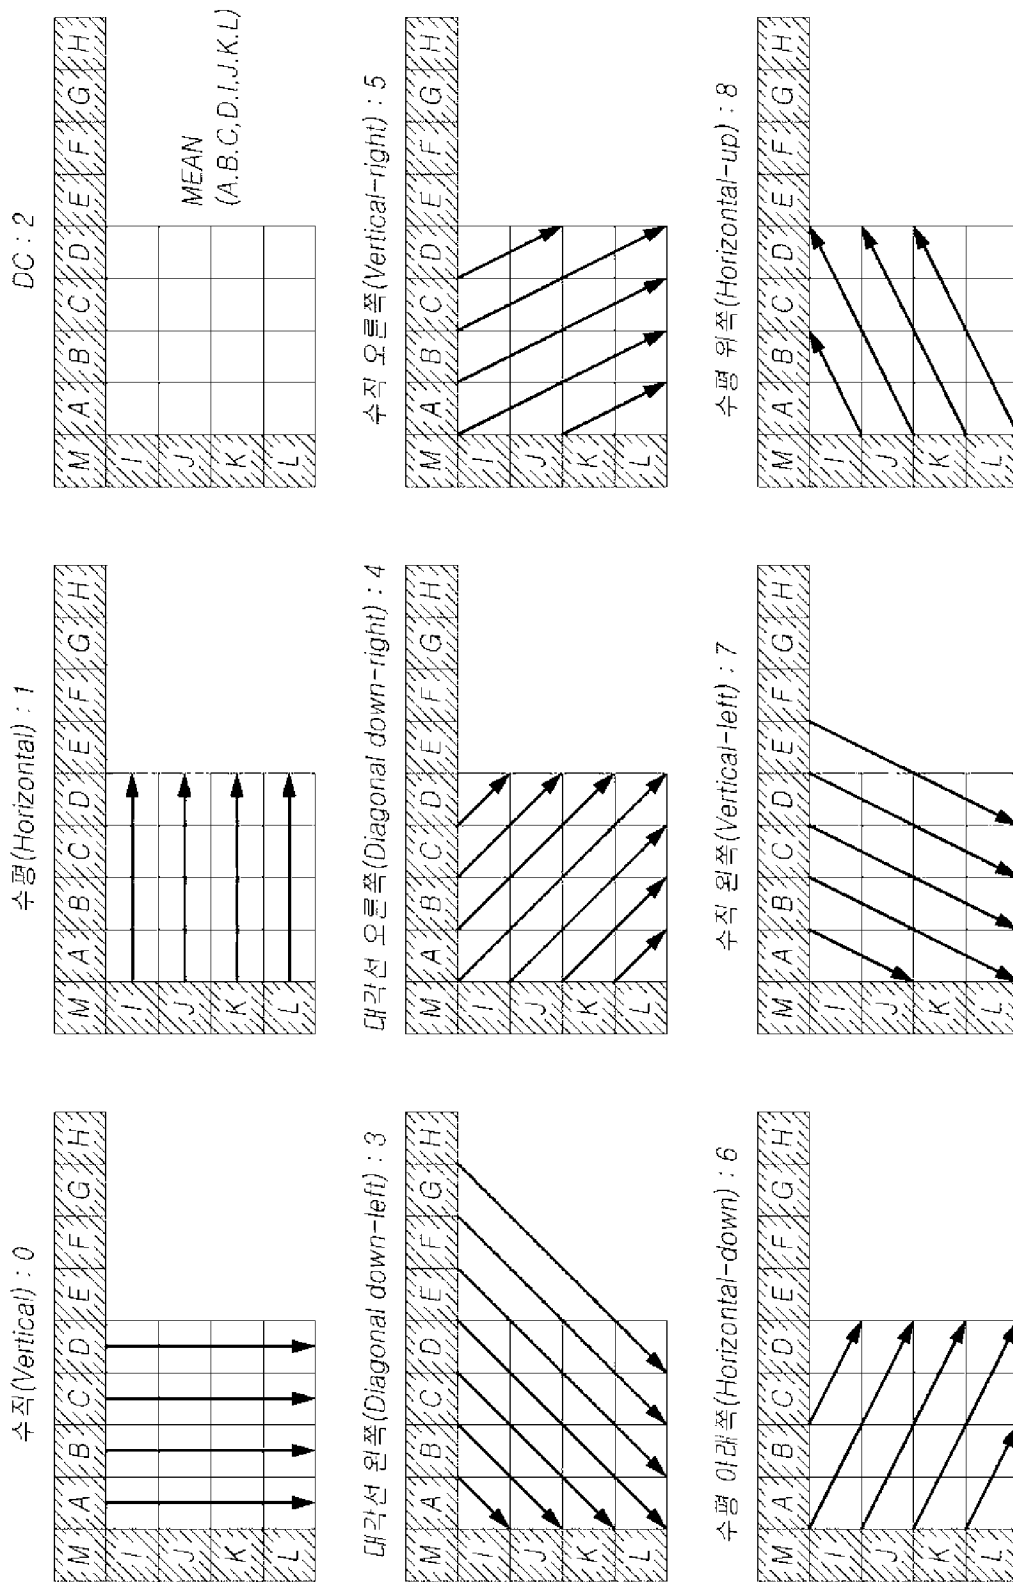 수직(Vertical) : 0
M A B C D E F G H
I
J
K
L
수평(Horizontal) : 1
M A B C D E F G H
I
J
K
L
DC : 2
M A B C D E F G H
I
J
K
L
MEAN
(A.B.C,D.I.J.K.L)
대각선 왼쪽(Diagonal down-left) : 3
M A B C D E F G H
I
J
K
L
대각선 오른쪽(Diagonal down-right) : 4
M A B C D E F G H
I
J
K
L
수직 오른쪽(Vertical-right) : 5
M A B C D E F G H
I
J
K
L
수평 아래쪽(Horizontal-down) : 6
M A B C D E F G H
I
J
K
L
수직 왼쪽(Vertical-left) : 7
M A B C D E F G H
I
J
K
L
수평 위쪽(Horizontal-up) : 8
M A B C D E F G H
I
J
K
L